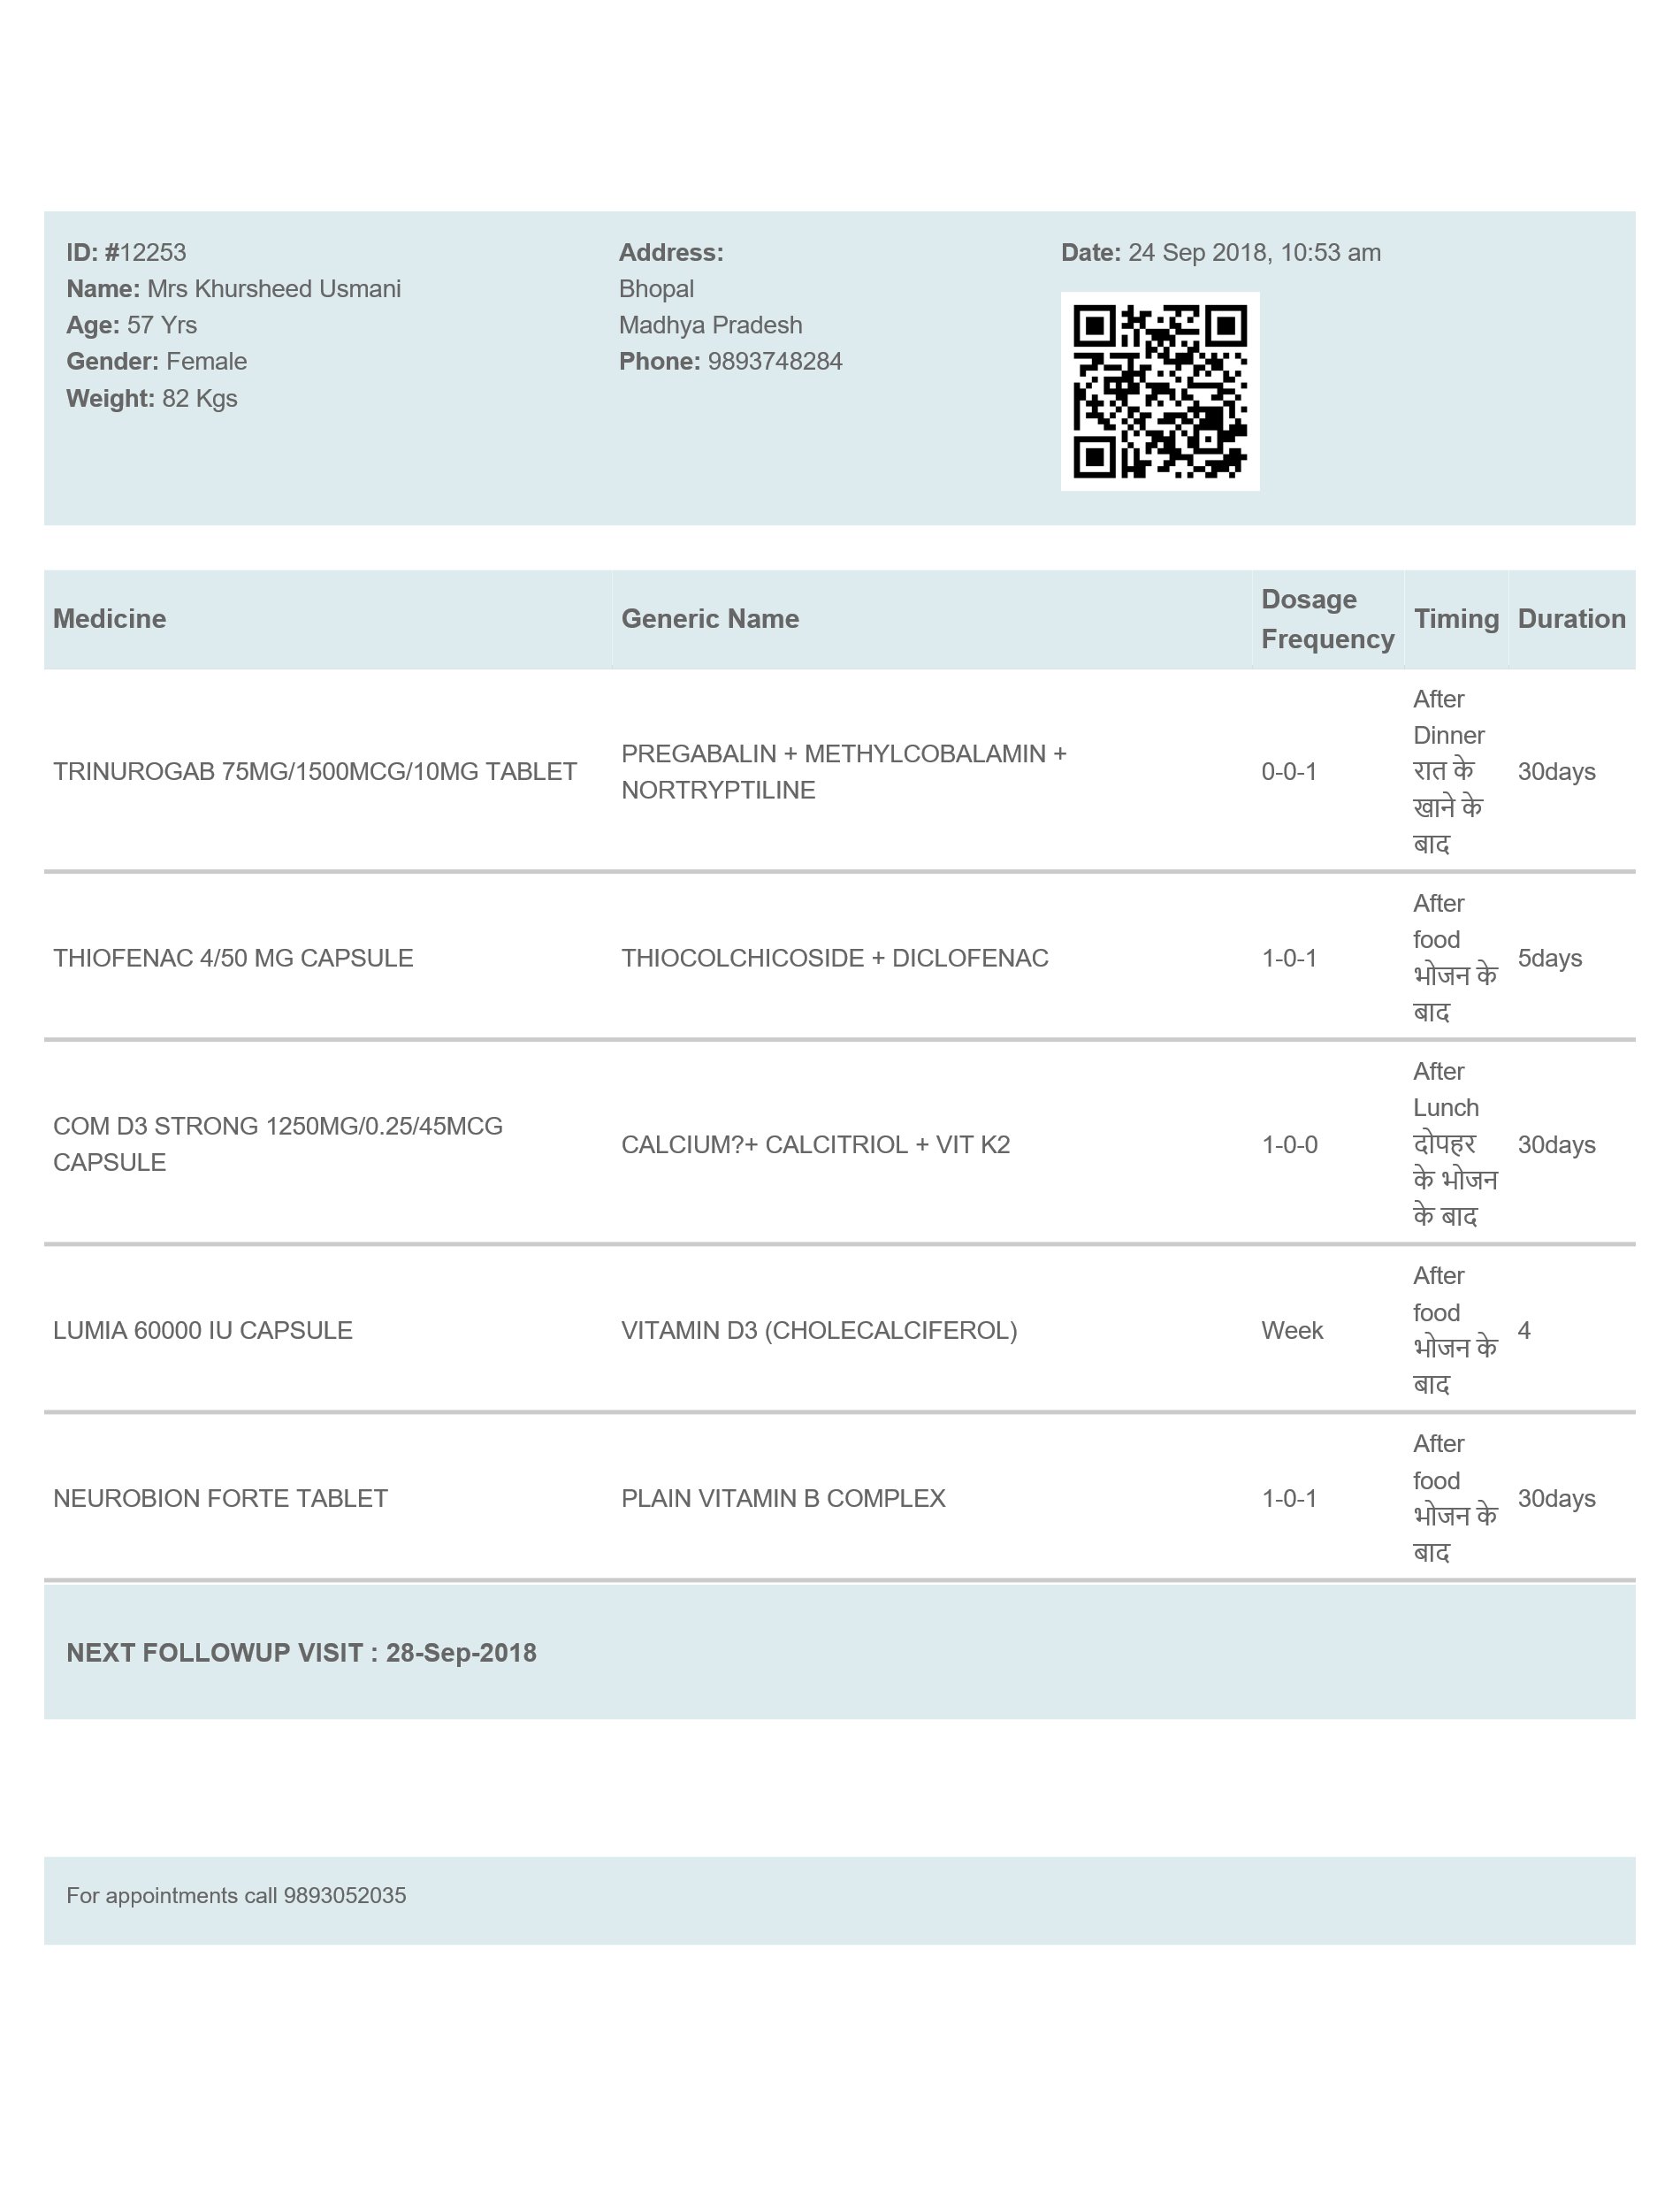 ID: #12253
Name: Mrs Khursheed Usmani
Age: 57 Yrs
Gender: Female
Weight: 82 Kgs
Address:
Bhopal
Madhya Pradesh
Phone: 9893748284
Date: 24 Sep 2018, 10:53 am
Medicine
Generic Name
Dosage
Frequency
Timing
Duration
TRINUROGAB 75MG/1500MCG/10MG TABLET
PREGABALIN + METHYLCOBALAMIN +
NORTRYPTILINE
0-0-1
After
Dinner
रात के
खाने के
बाद
30days
THIOFENAC 4/50 MG CAPSULE
THIOCOLCHICOSIDE + DICLOFENAC
1-0-1
After
food
भोजन के
बाद
5days
COM D3 STRONG 1250MG/0.25/45MCG
CAPSULE
CALCIUM?+ CALCITRIOL + VIT K2
1-0-0
After
Lunch
दोपहर
के भोजन
के बाद
30days
LUMIA 60000 IU CAPSULE
VITAMIN D3 (CHOLECALCIFEROL)
Week
After
food
भोजन के
बाद
4
NEUROBION FORTE TABLET
PLAIN VITAMIN B COMPLEX
1-0-1
After
food
भोजन के
बाद
30days
NEXT FOLLOWUP VISIT : 28-Sep-2018
For appointments call 9893052035